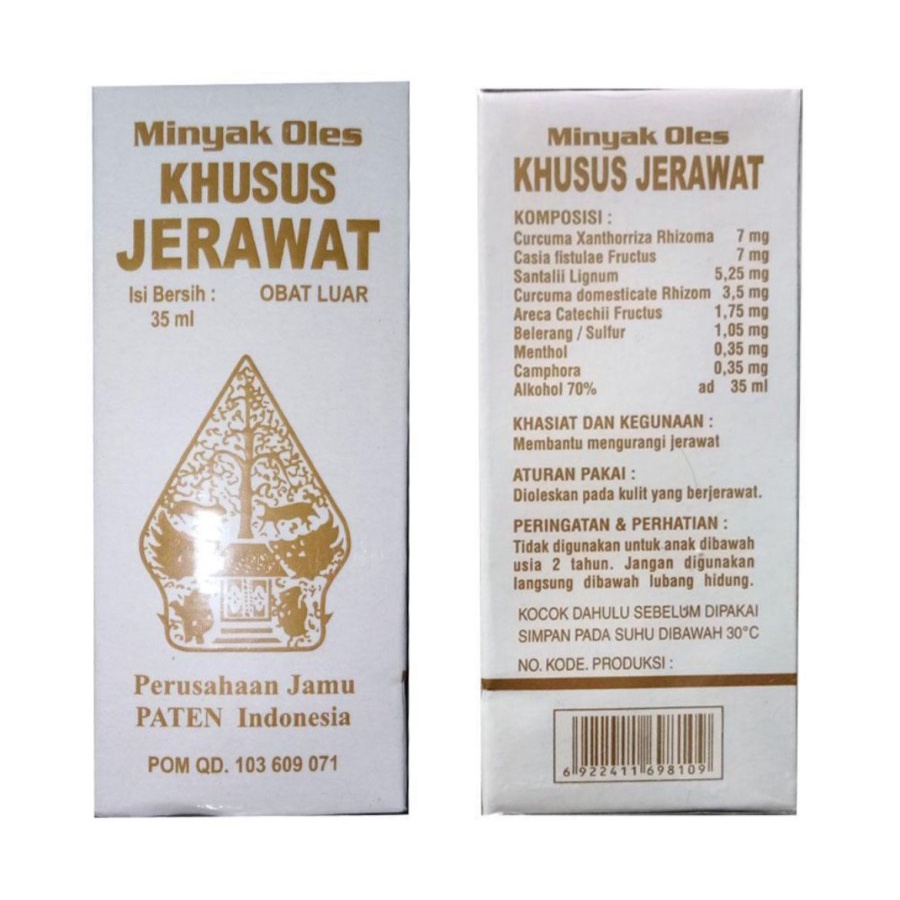 Minyak Oles
KHUSUS
JERAWAT
Isi Bersih : OBAT LUAR
35 ml
Perusahaan Jamu
PATEN Indonesia
POM QD. 103 609 071
Minyak Oles
KHUSUS JERAWAT
KOMPOSISI :
Curcuma Xanthorriza Rhizoma 7 mg
Casia fistulae Fructus 7 mg
Santalii Lignum 5,25 mg
Curcuma domesticate Rhizom 3,5 mg
Areca Catechii Fructus 1,75 mg
Belerang / Sulfur 1,05 mg
Menthol 0,35 mg
Camphora 0,35 mg
Alkohol 70% ad 35 ml
KHASIAT DAN KEGUNAAN :
Membantu mengurangi jerawat
ATURAN PAKAI :
Dioleskan pada kulit yang berjerawat.
PERINGATAN & PERHATIAN :
Tidak digunakan untuk anak dibawah
usia 2 tahun. Jangan digunakan
langsung dibawah lubang hidung.
KOCOK DAHULU SEBELUM DIPAKAI
SIMPAN PADA SUHU DIBAWAH 30°C
NO. KODE. PRODUKSI :
6 922411 698109